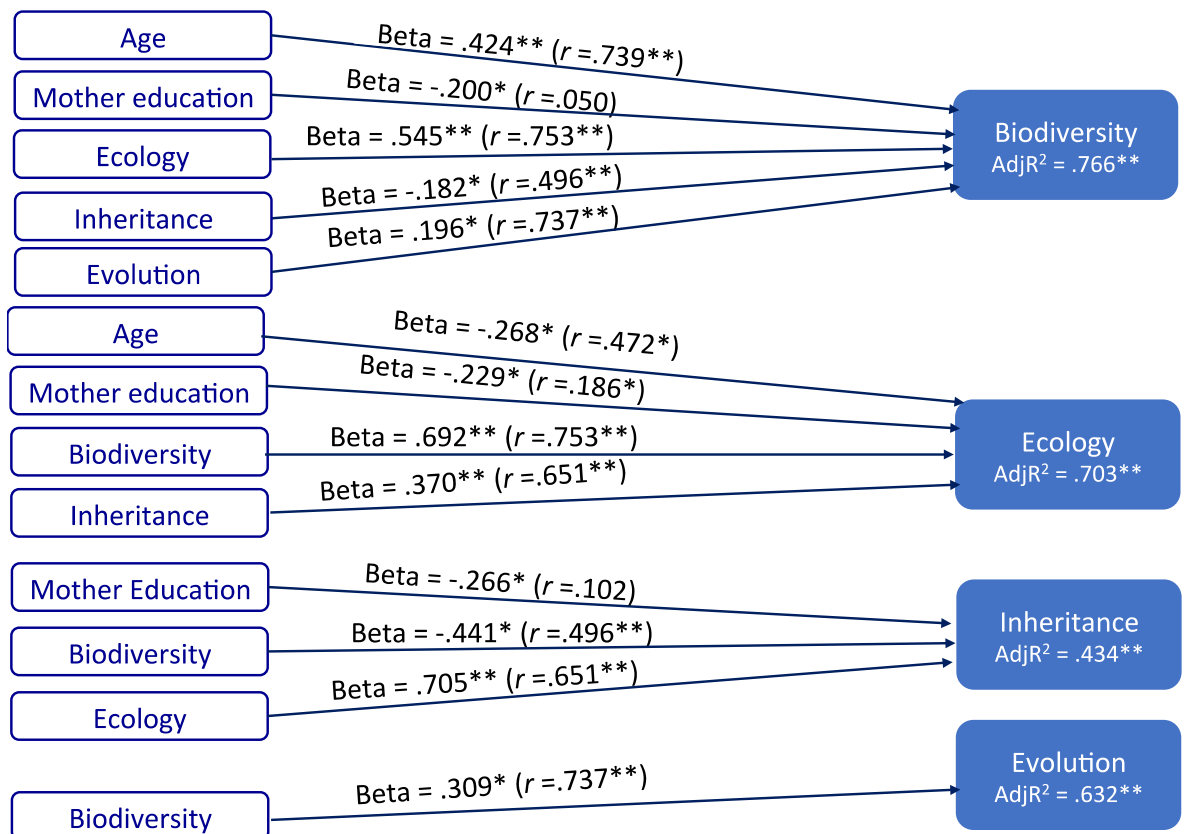 Age
Beta = .424** (r =.739**)
Mother education
Beta = -.200* (r =.050)
Ecology
Beta = .545** (r =.753**)
Inheritance
Beta = -.182* (r =.496**)
Evolution
Beta = .196* (r =.737**)
Biodiversity
AdjR² = .766**
Age
Beta = -.268* (r =.472*)
Mother education
Beta = -.229* (r =.186*)
Biodiversity
Beta = .692** (r =.753**)
Inheritance
Beta = .370** (r =.651**)
Ecology
AdjR² = .703**
Mother Education
Beta = -.266* (r =.102)
Biodiversity
Beta = -.441* (r =.496**)
Ecology
Beta = .705** (r =.651**)
Inheritance
AdjR² = .434**
Biodiversity
Beta = .309* (r =.737**)
Evolution
AdjR² = .632**